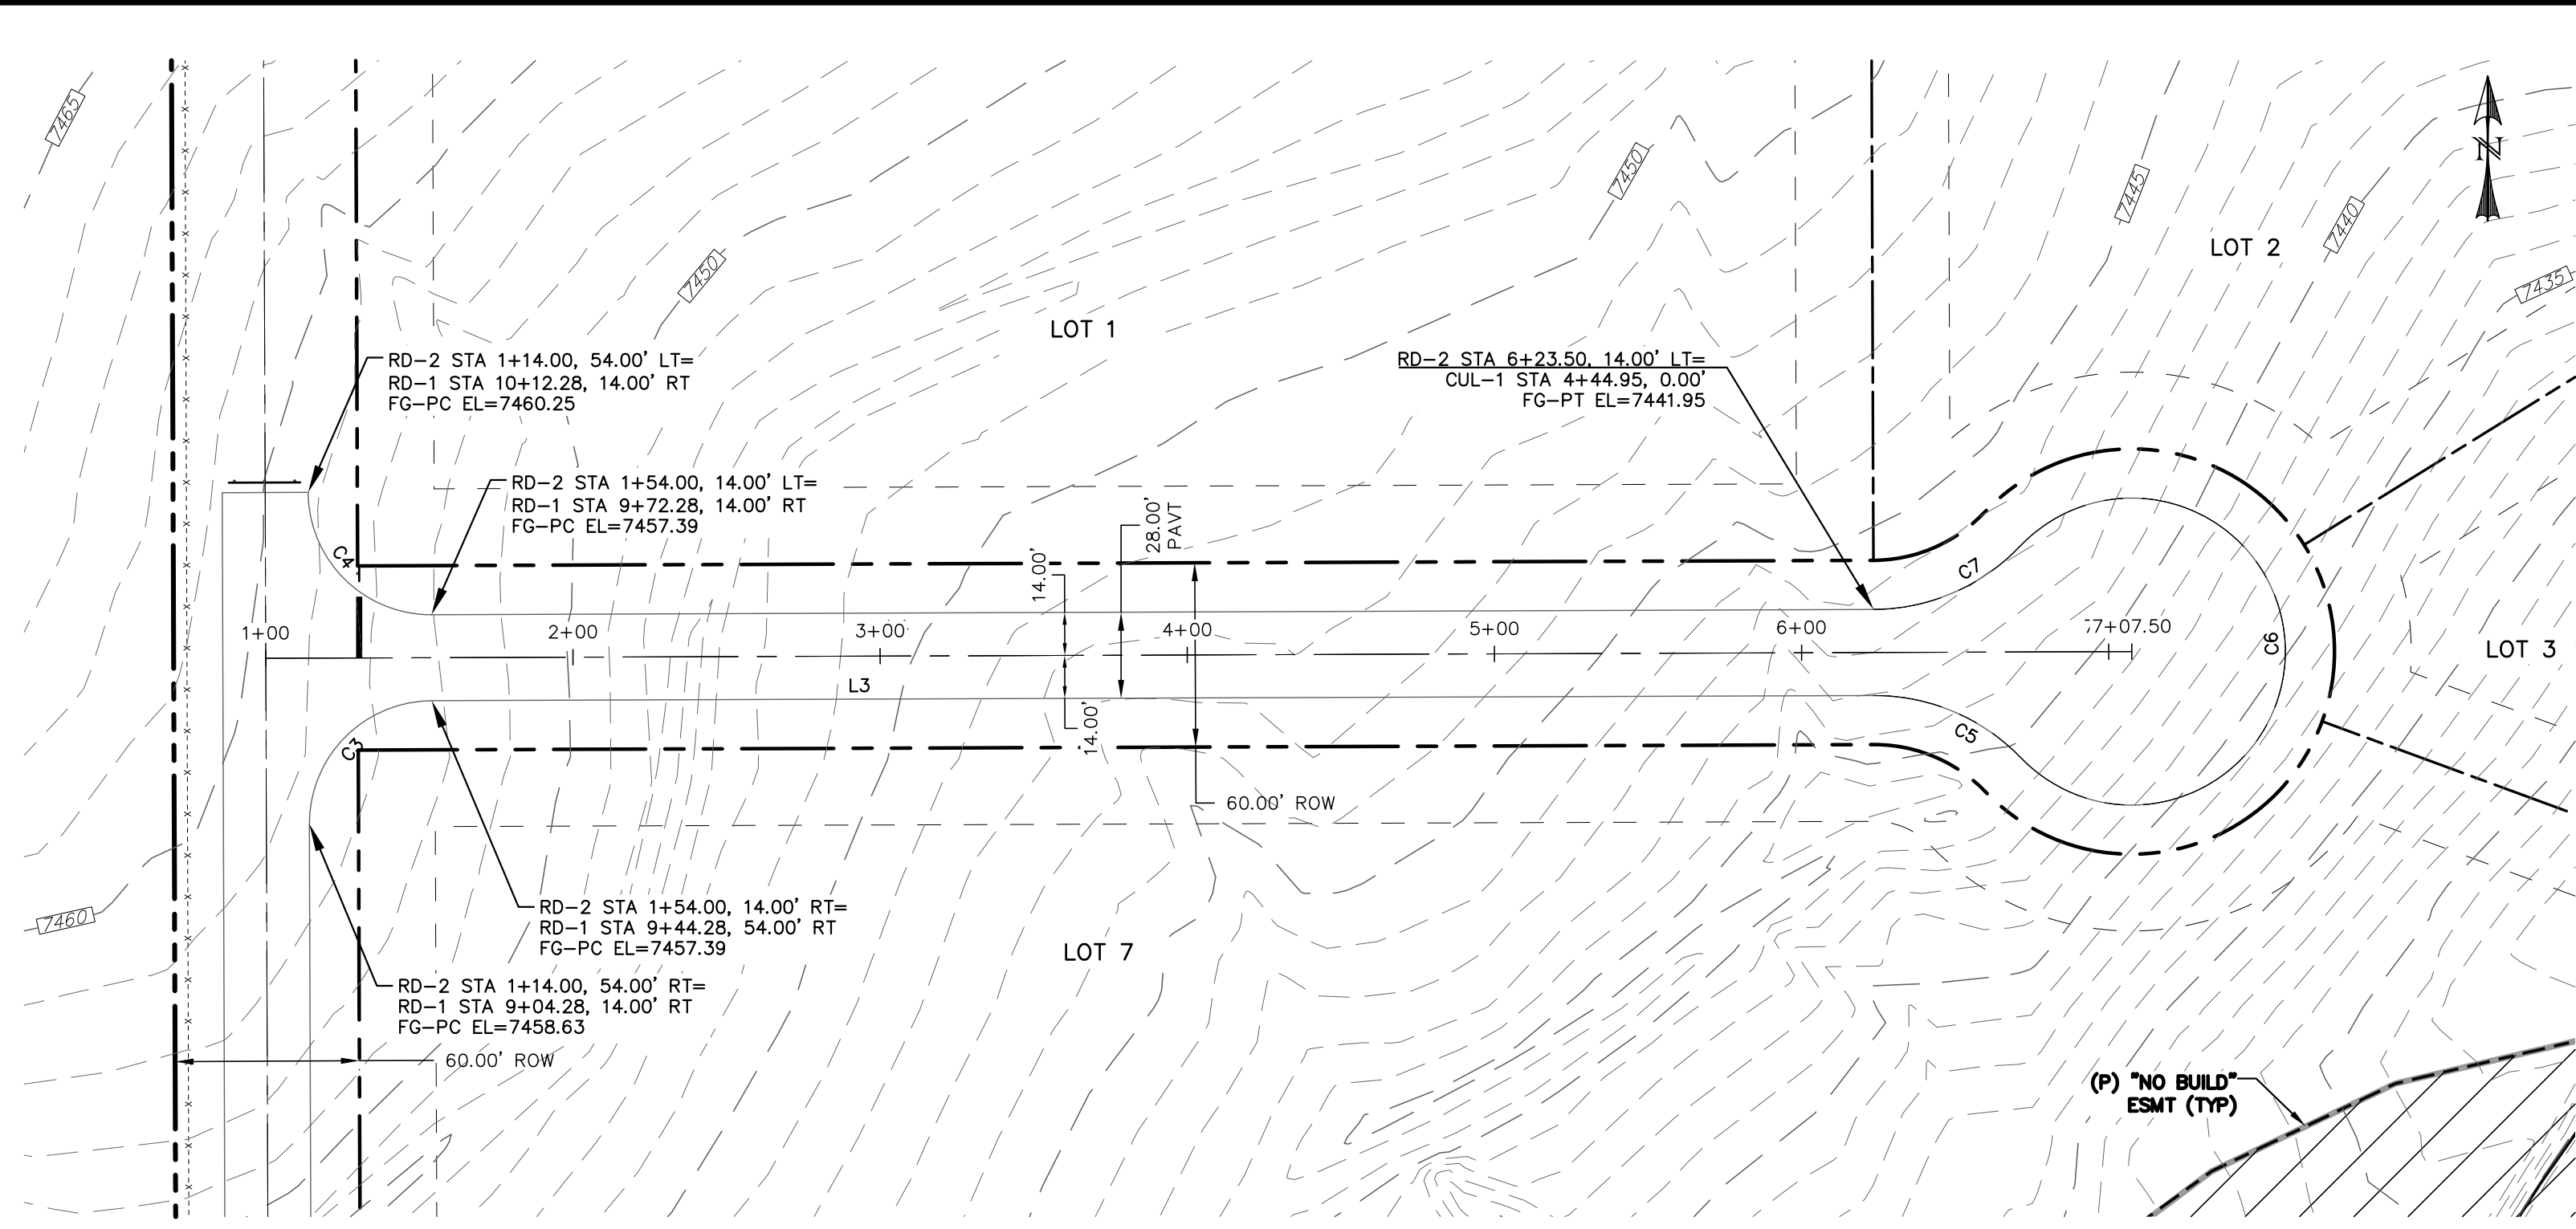 7465
N
7450
7445
7440
LOT 2
7450
7435
LOT 1
RD-2 STA 1+14.00, 54.00' LT=
RD-1 STA 10+12.28, 14.00' RT
FG-PC EL=7460.25
RD-2 STA 6+23.50, 14.00' LT=
CUL-1 STA 4+44.95, 0.00'
FG-PT EL=7441.95
RD-2 STA 1+54.00, 14.00' LT=
RD-1 STA 9+72.28, 14.00' RT
FG-PC EL=7457.39
28.00'
PAVT
14.00'
C4
C7
1+00
2+00
3+00
4+00
5+00
6+00
77+07.50
C6
LOT 3
L3
14.00'
C3
C5
60.00' ROW
7460
RD-2 STA 1+54.00, 14.00' RT=
RD-1 STA 9+44.28, 54.00' RT
FG-PC EL=7457.39
LOT 7
RD-2 STA 1+14.00, 54.00' RT=
RD-1 STA 9+04.28, 14.00' RT
FG-PC EL=7458.63
60.00' ROW
(P) "NO BUILD"
ESMT (TYP)